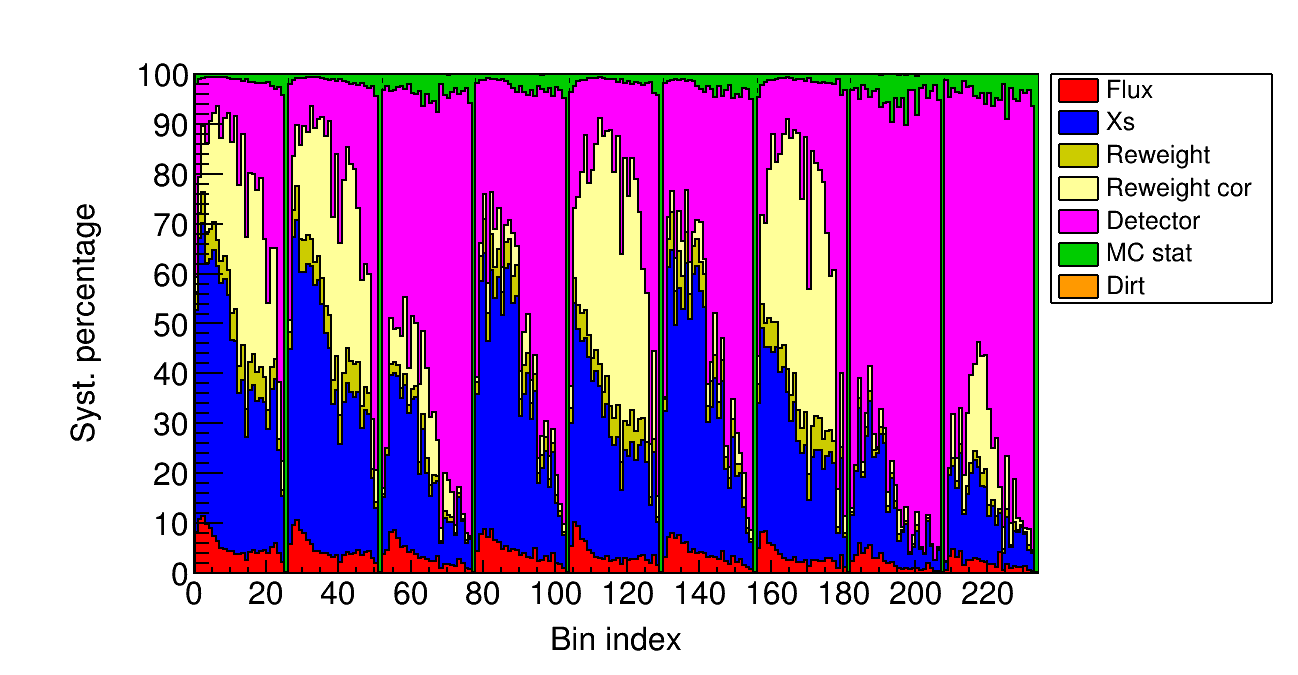 100
90
80
70
60
50
40
30
20
10
0
Syst. percentage
0 20 40 60 80 100 120 140 160 180 200 220
Bin index
Flux
Xs
Reweight
Reweight cor
Detector
MC stat
Dirt